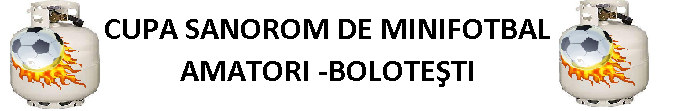 CUPA SANOROM DE MINIFOTBAL
AMATORI -BOLOTEŞTI